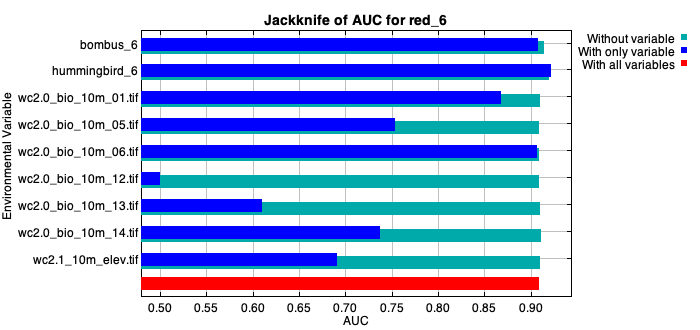 Jackknife of AUC for red_6
Without variable
With only variable
With all variables
Environmental Variable
bombus_6
hummingbird_6
wc2.0_bio_10m_01.tif
wc2.0_bio_10m_05.tif
wc2.0_bio_10m_06.tif
wc2.0_bio_10m_12.tif
wc2.0_bio_10m_13.tif
wc2.0_bio_10m_14.tif
wc2.1_10m_elev.tif
0.50 0.55 0.60 0.65 0.70 0.75 0.80 0.85 0.90
AUC